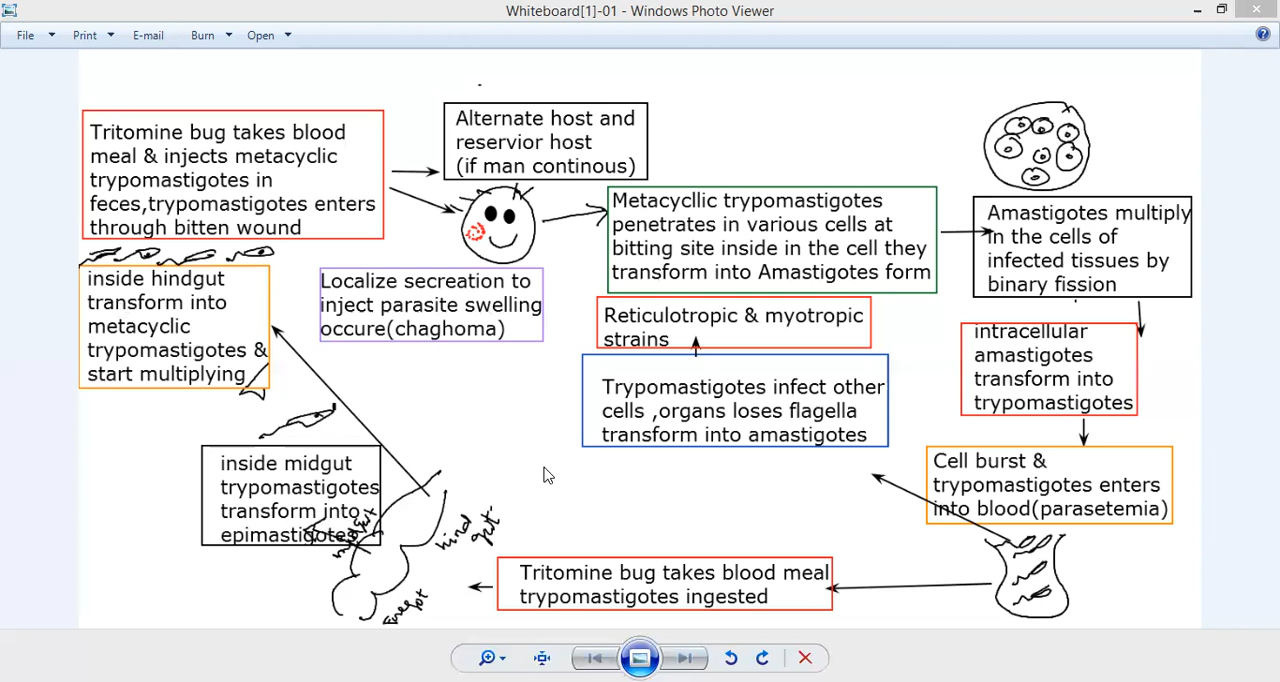 Whiteboard[1]-01 - Windows Photo Viewer
File Print E-mail Burn Open
Tritomine bug takes blood
meal & injects metacyclic
trypomastigotes in
feces,trypomastigotes enters
through bitten wound
Alternate host and
reservior host
(if man continous)
Metacycllic trypomastigotes
penetrates in various cells at
bitting site inside in the cell they
transform into Amastigotes form
Amastigotes multiply
in the cells of
infected tissues by
binary fission
inside hindgut
transform into
metacyclic
trypomastigotes &
start multiplying
Localize secreation to
inject parasite swelling
occure(chaghoma)
Reticulotropic & myotropic
strains
intracellular
amastigotes
transform into
trypomastigotes
Trypomastigotes infect other
cells ,organs loses flagella
transform into amastigotes
Cell burst &
trypomastigotes enters
into blood(parasetemia)
inside midgut
trypomastigotes
transform into
epimastigotes
hind
gut
Tritomine bug takes blood meal
trypomastigotes ingested